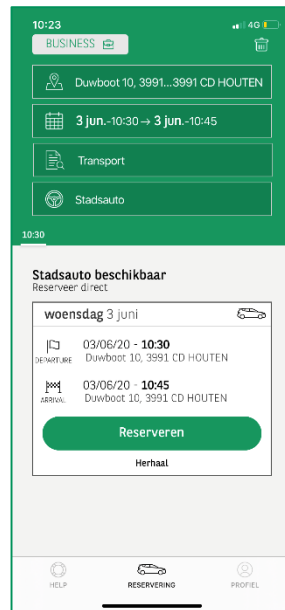 10:23
4G
BUSINESS
Duwboot 10, 3991...3991 CD HOUTEN
3 jun.-10:30 → 3 jun.-10:45
Transport
Stadsauto
10:30
Stadsauto beschikbaar
Reserveer direct
woensdag 3 juni
03/06/20 - 10:30
DEPARTURE
Duwboot 10, 3991 CD HOUTEN
03/06/20 - 10:45
ARRIVAL
Duwboot 10, 3991 CD HOUTEN
Reserveren
Herhaal
HELP
RESERVERING
PROFIEL